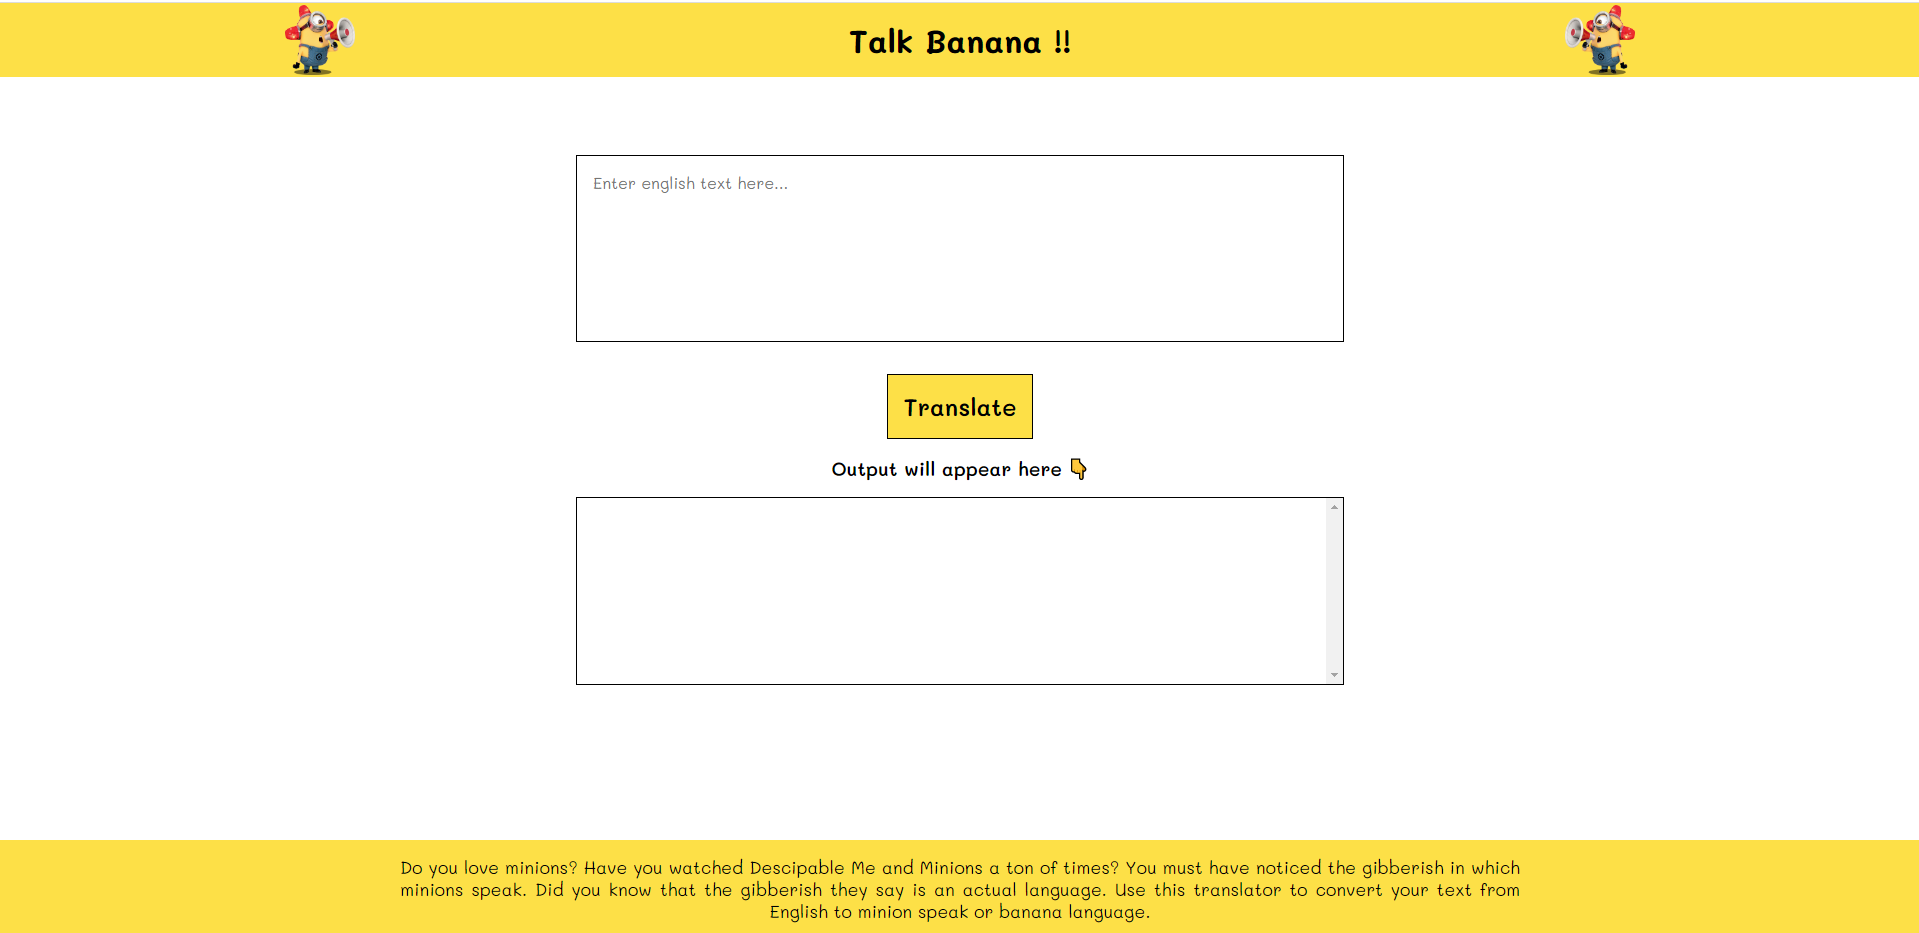 Talk Banana !!
Enter english text here...
Translate
Output will appear here 👇
Do you love minions? Have you watched Descipable Me and Minions a ton of times? You must have noticed the gibberish in which
minions speak. Did you know that the gibberish they say is an actual language. Use this translator to convert your text from
English to minion speak or banana language.